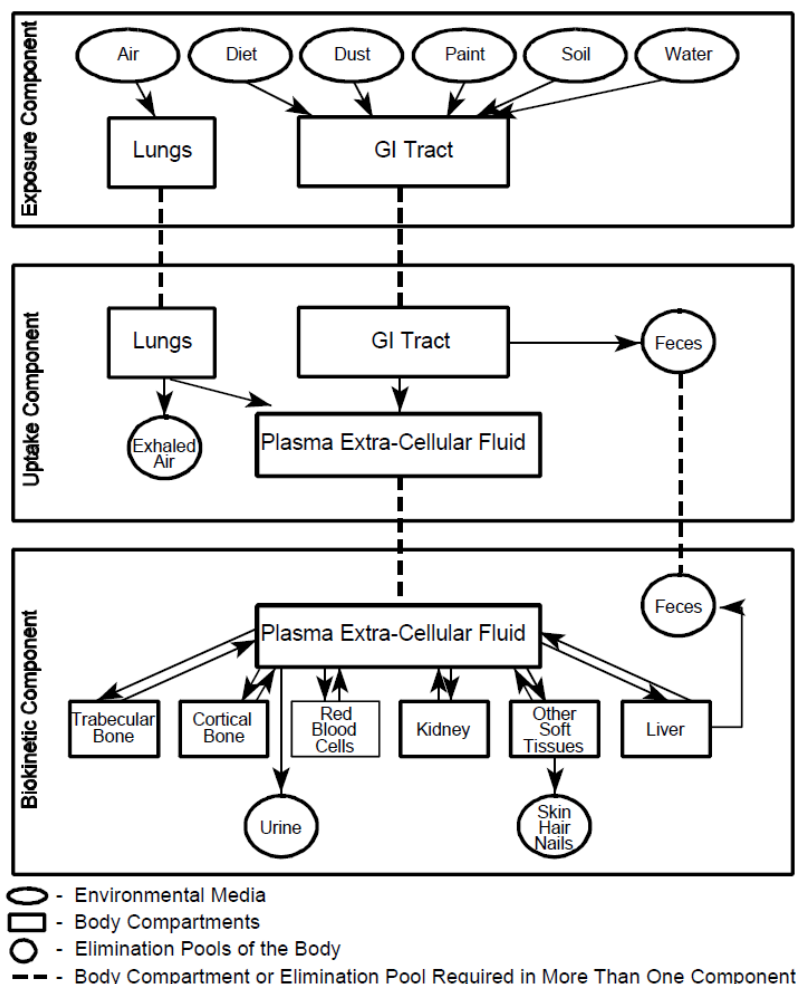 Exposure Component
Air
Diet
Dust
Paint
Soil
Water
Lungs
GI Tract
Uptake Component
Lungs
GI Tract
Feces
Exhaled
Air
Plasma Extra-Cellular Fluid
Biokinetic Component
Feces
Plasma Extra-Cellular Fluid
Trabecular
Bone
Cortical
Bone
Red
Blood
Cells
Kidney
Other
Soft
Tissues
Liver
Urine
Skin
Hair
Nails
- Environmental Media
- Body Compartments
- Elimination Pools of the Body
- Body Compartment or Elimination Pool Required in More Than One Component